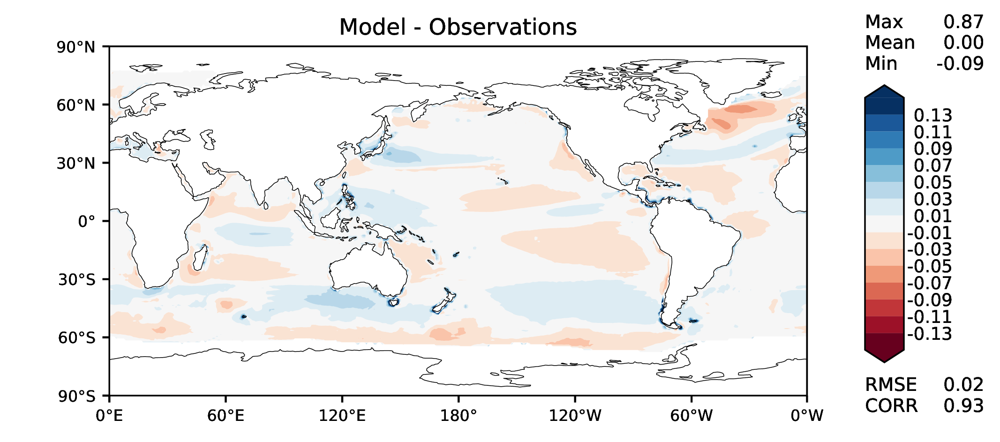 Model - Observations
Max 0.87
Mean 0.00
Min -0.09
90°N
60°N
30°N
0°
30°S
60°S
90°S
0°E 60°E 120°E 180° 120°W 60°W 0°W
0.13
0.11
0.09
0.07
0.05
0.03
0.01
-0.01
-0.03
-0.05
-0.07
-0.09
-0.11
-0.13
RMSE 0.02
CORR 0.93